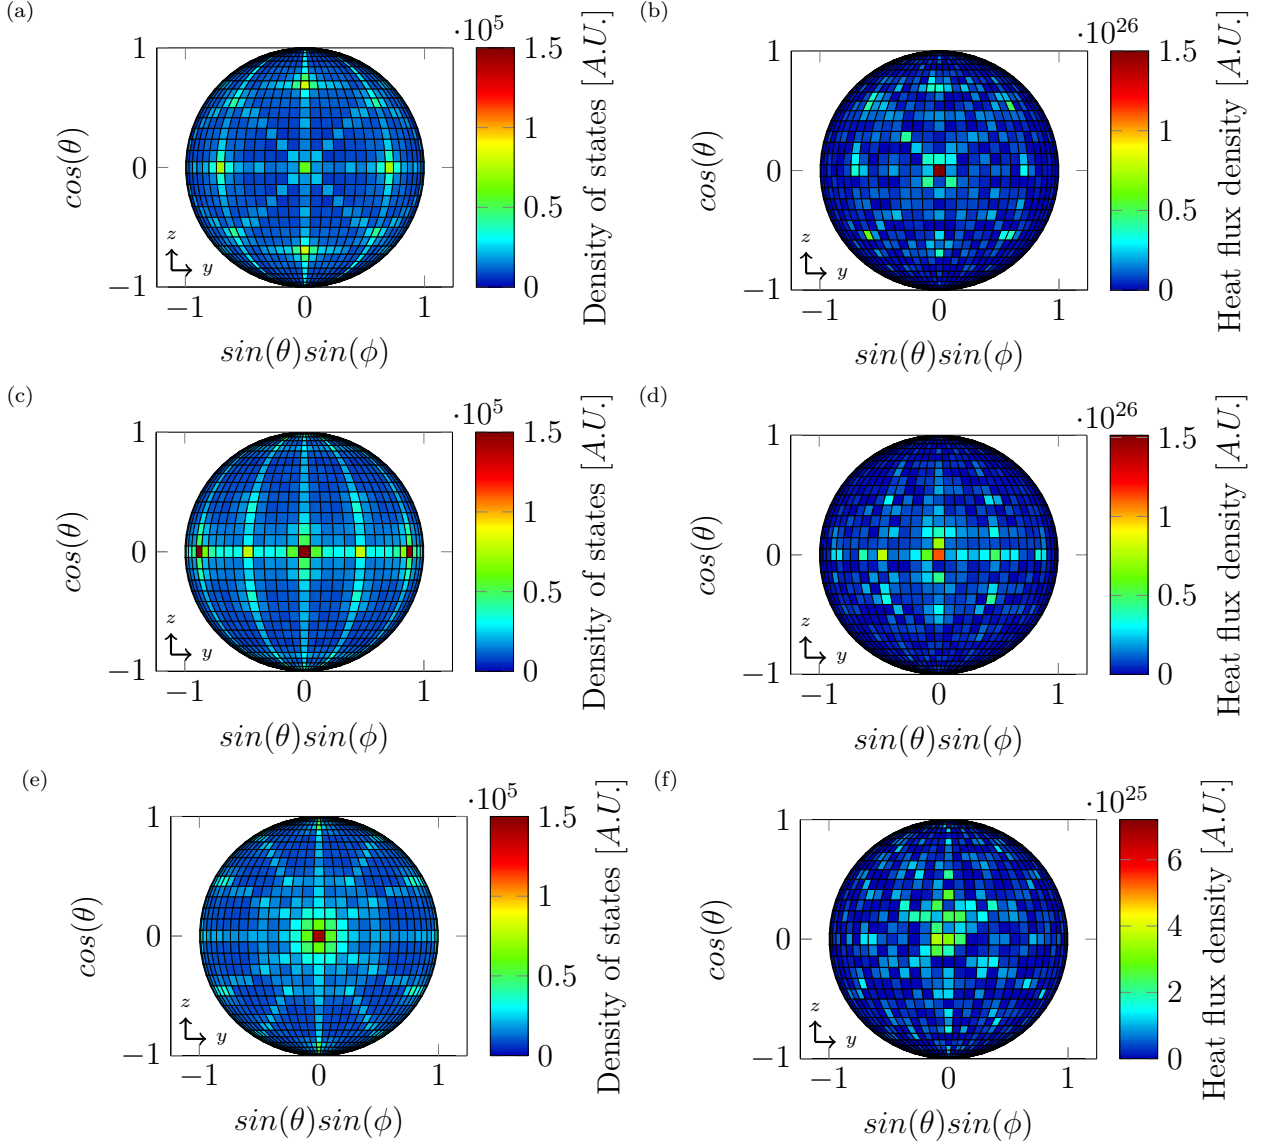 (a)
·10^5
1
0
−1
cos(θ)
−1
0
1
sin(θ)sin(ϕ)
z
y
1.5
1
0.5
0
Density of states [A.U.]
(b)
·10^26
1
0
−1
cos(θ)
−1
0
1
sin(θ)sin(ϕ)
z
y
1.5
1
0.5
0
Heat flux density [A.U.]
(c)
·10^5
1
0
−1
cos(θ)
−1
0
1
sin(θ)sin(ϕ)
z
y
1.5
1
0.5
0
Density of states [A.U.]
(d)
·10^26
1
0
−1
cos(θ)
−1
0
1
sin(θ)sin(ϕ)
z
y
1.5
1
0.5
0
Heat flux density [A.U.]
(e)
·10^5
1
0
−1
cos(θ)
−1
0
1
sin(θ)sin(ϕ)
z
y
1.5
1
0.5
0
Density of states [A.U.]
(f)
·10^25
1
0
−1
cos(θ)
−1
0
1
sin(θ)sin(ϕ)
z
y
6
4
2
0
Heat flux density [A.U.]